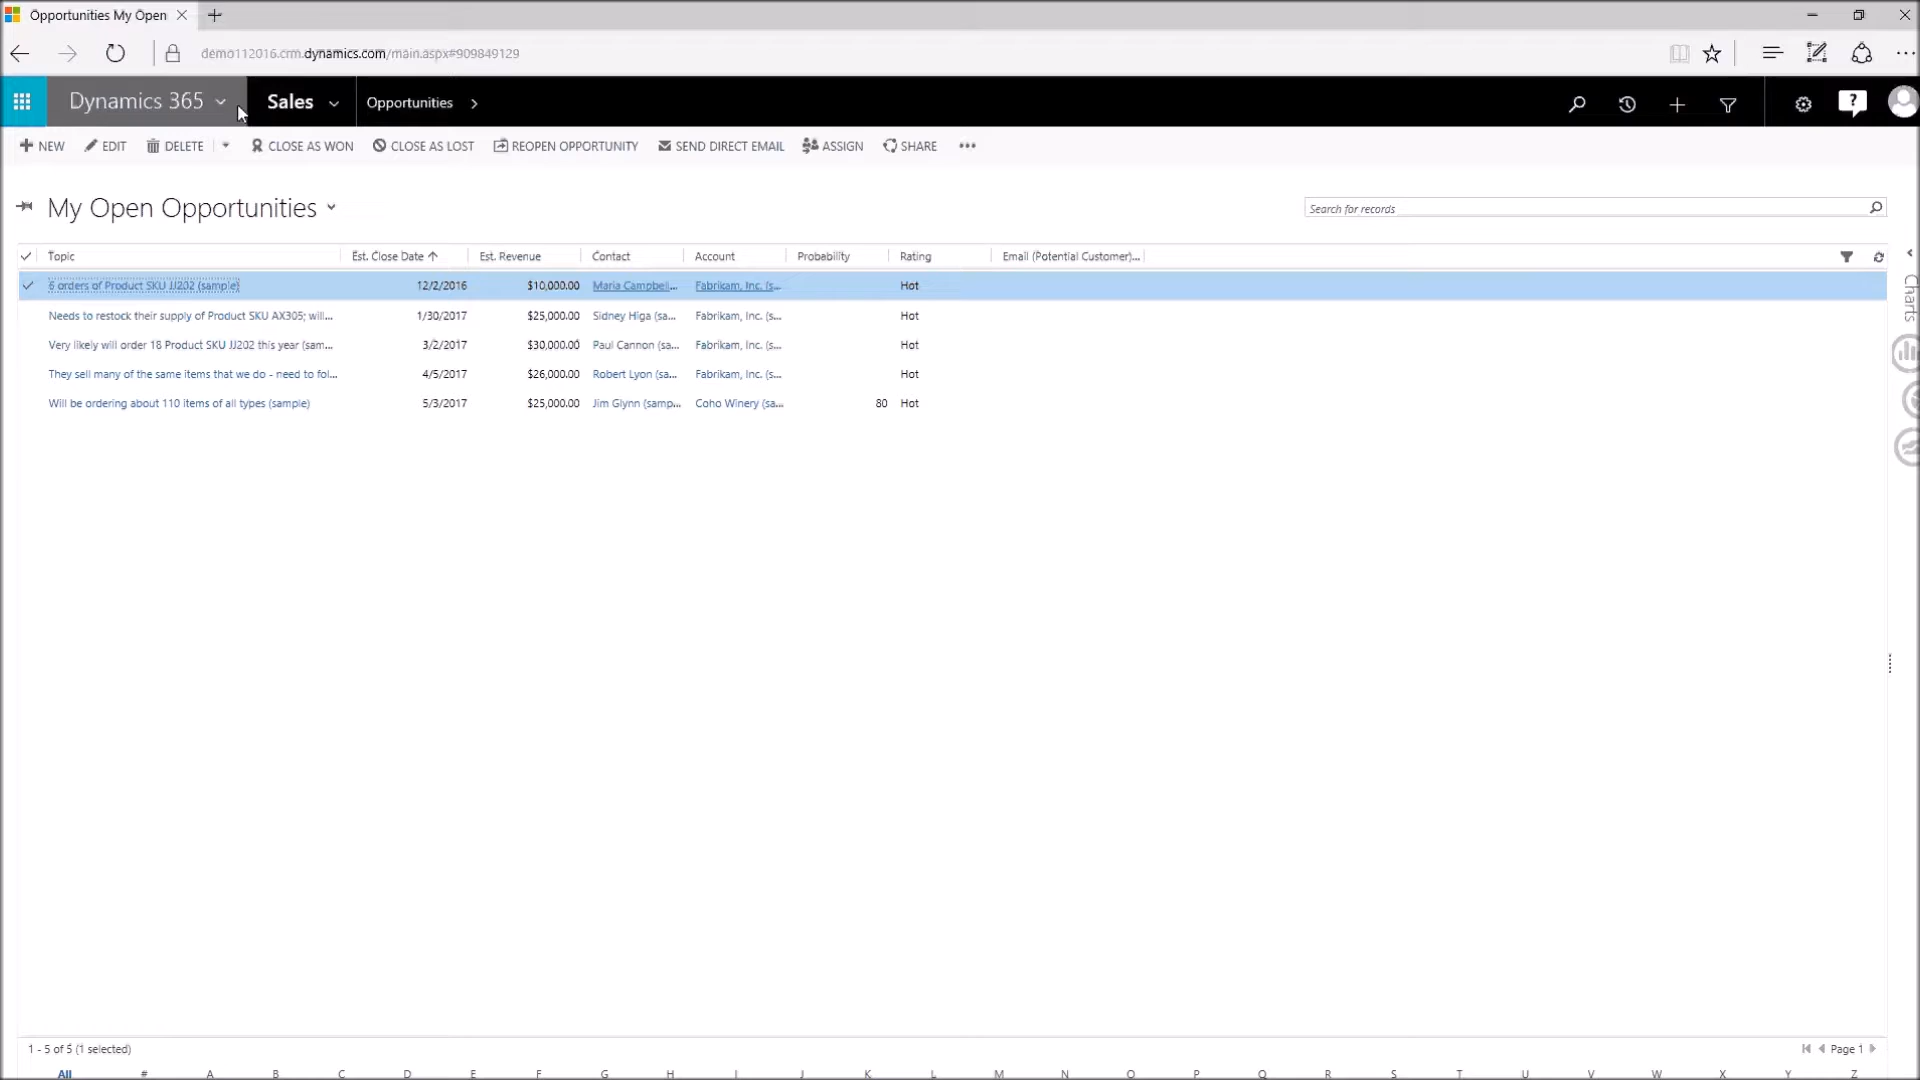 Opportunities My Open
demo112016.crm.dynamics.com/main.aspx#909849129
Dynamics 365 Sales Opportunities
NEW EDIT DELETE CLOSE AS WON CLOSE AS LOST REOPEN OPPORTUNITY SEND DIRECT EMAIL ASSIGN SHARE •••
My Open Opportunities
Search for records
Topic Est. Close Date Est. Revenue Contact Account Probability Rating Email (Potential Customer)...
6 orders of Product SKU JJ202 (sample) 12/2/2016 $10,000.00 Maria Campbell... Fabrikam, Inc. (s... Hot
Needs to restock their supply of Product SKU AX305; will... 1/30/2017 $25,000.00 Sidney Higa (sa... Fabrikam, Inc. (s... Hot
Very likely will order 18 Product SKU JJ202 this year (sam... 3/2/2017 $30,000.00 Paul Cannon (sa... Fabrikam, Inc. (s... Hot
They sell many of the same items that we do - need to fol... 4/5/2017 $26,000.00 Robert Lyon (sa... Fabrikam, Inc. (s... Hot
Will be ordering about 110 items of all types (sample) 5/3/2017 $25,000.00 Jim Glynn (samp... Coho Winery (sa... 80 Hot
Charts
1 - 5 of 5 (1 selected) Page 1
All # A B C D E F G H I J K L M N O P Q R S T U V W X Y Z